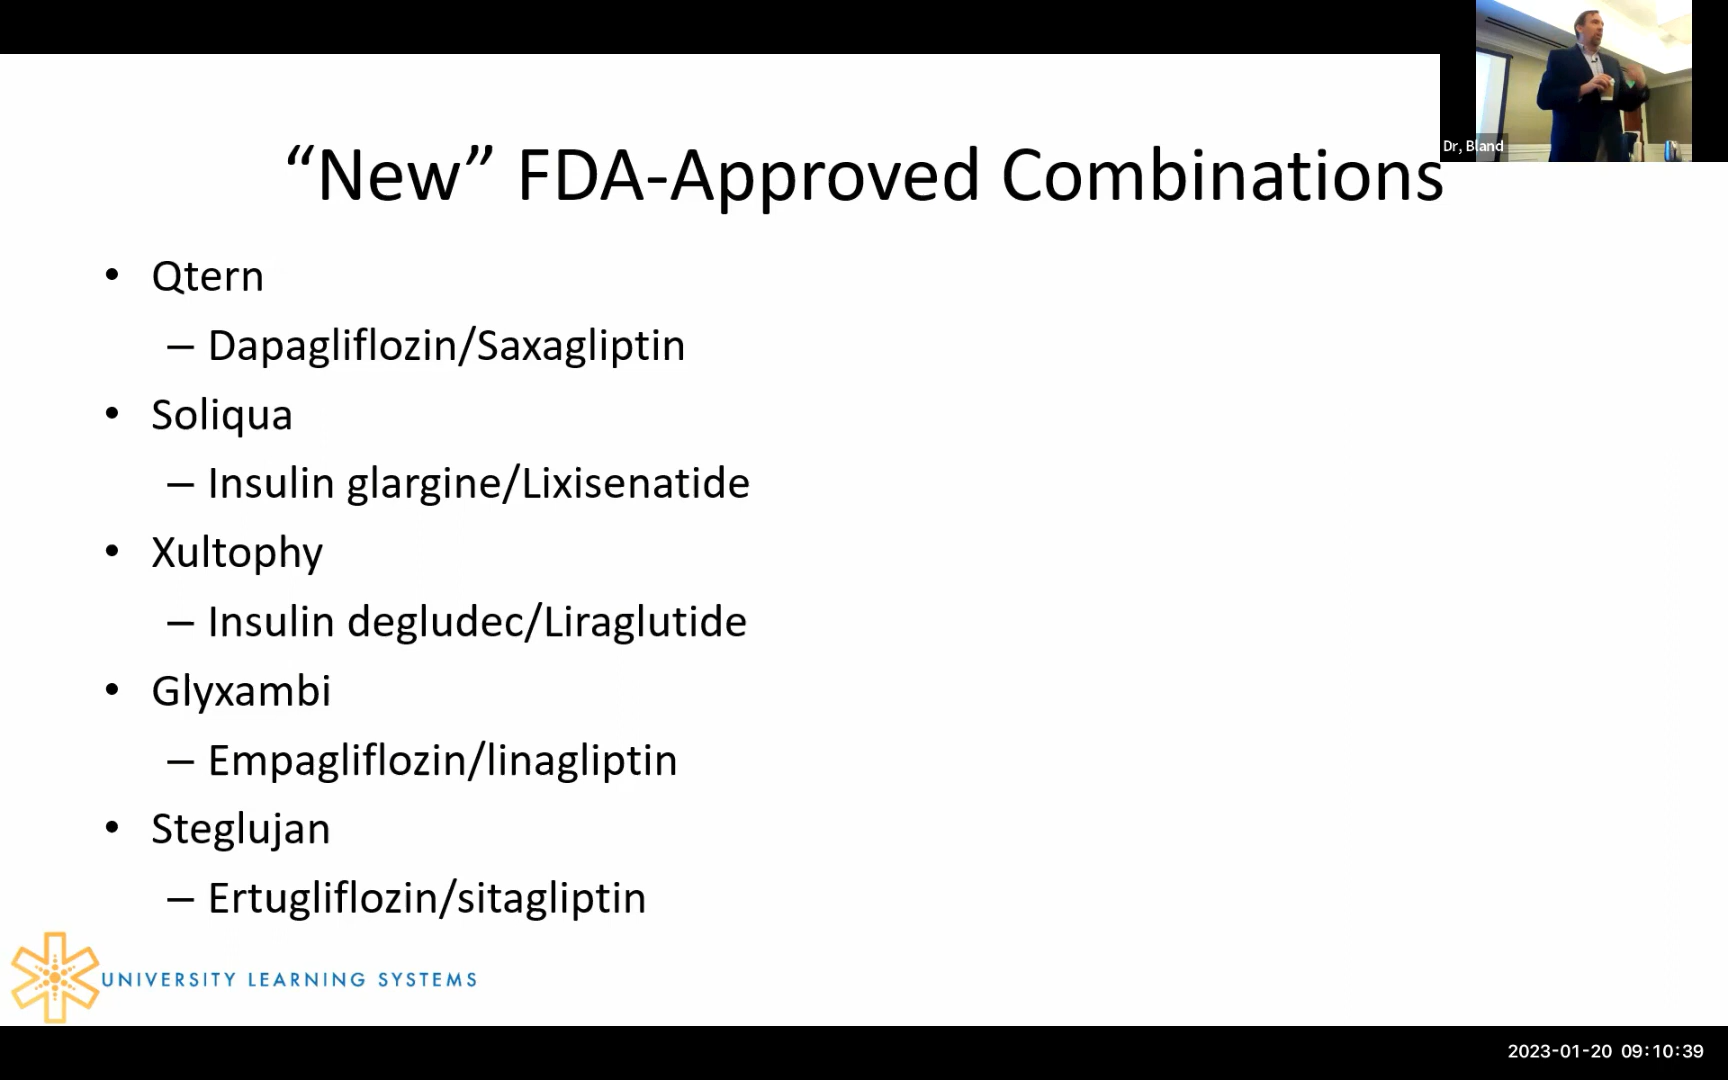 Dr, Bland
“New” FDA-Approved Combinations
• Qtern
– Dapagliflozin/Saxagliptin
• Soliqua
– Insulin glargine/Lixisenatide
• Xultophy
– Insulin degludec/Liraglutide
• Glyxambi
– Empagliflozin/linagliptin
• Steglujan
– Ertugliflozin/sitagliptin
UNIVERSITY LEARNING SYSTEMS
2023-01-20 09:10:39